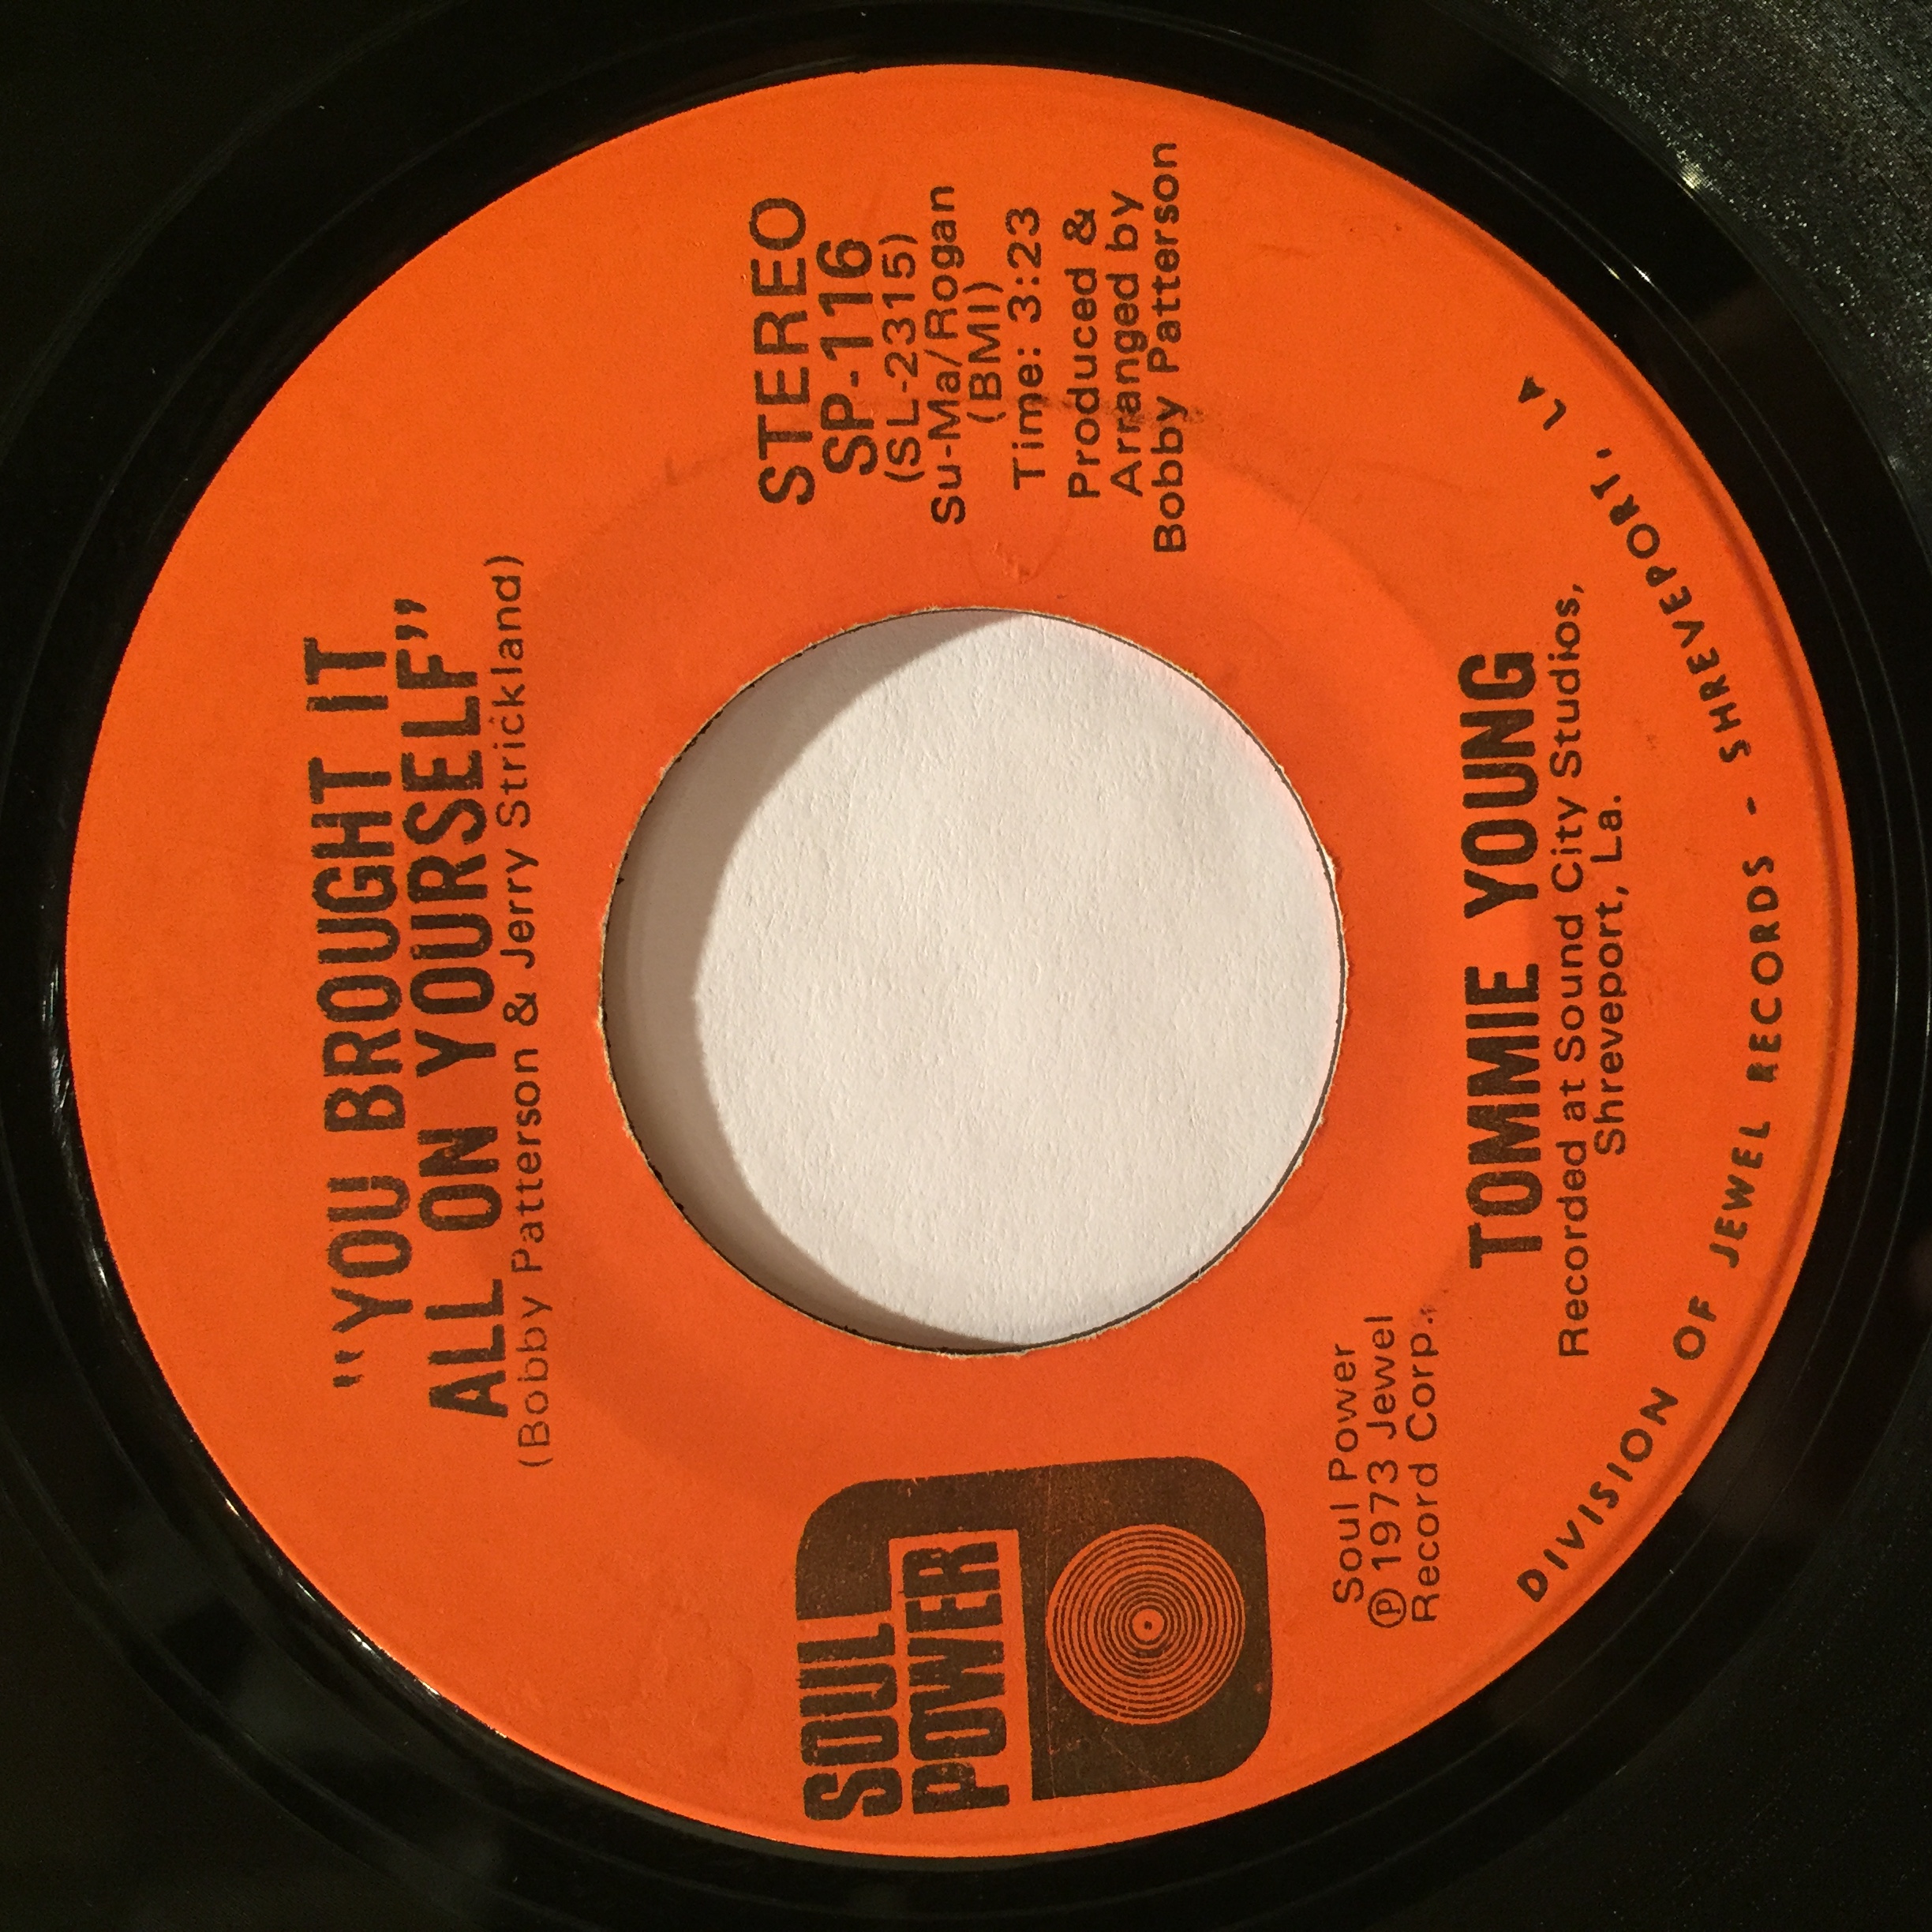 "YOU BROUGHT IT
ALL ON YOURSELF"
(Bobby Patterson & Jerry Strickland)
SOUL
POWER
STEREO
SP-116
(SL-2315)
Su-Ma/Rogan
(BMI)
Time: 3:23
Produced &
Arranged by
Bobby Patterson
Soul Power
℗ 1973 Jewel
Record Corp.
TOMMIE YOUNG
Recorded at Sound City Studios,
Shreveport, La.
DIVISION OF JEWEL RECORDS - SHREVEPORT, LA